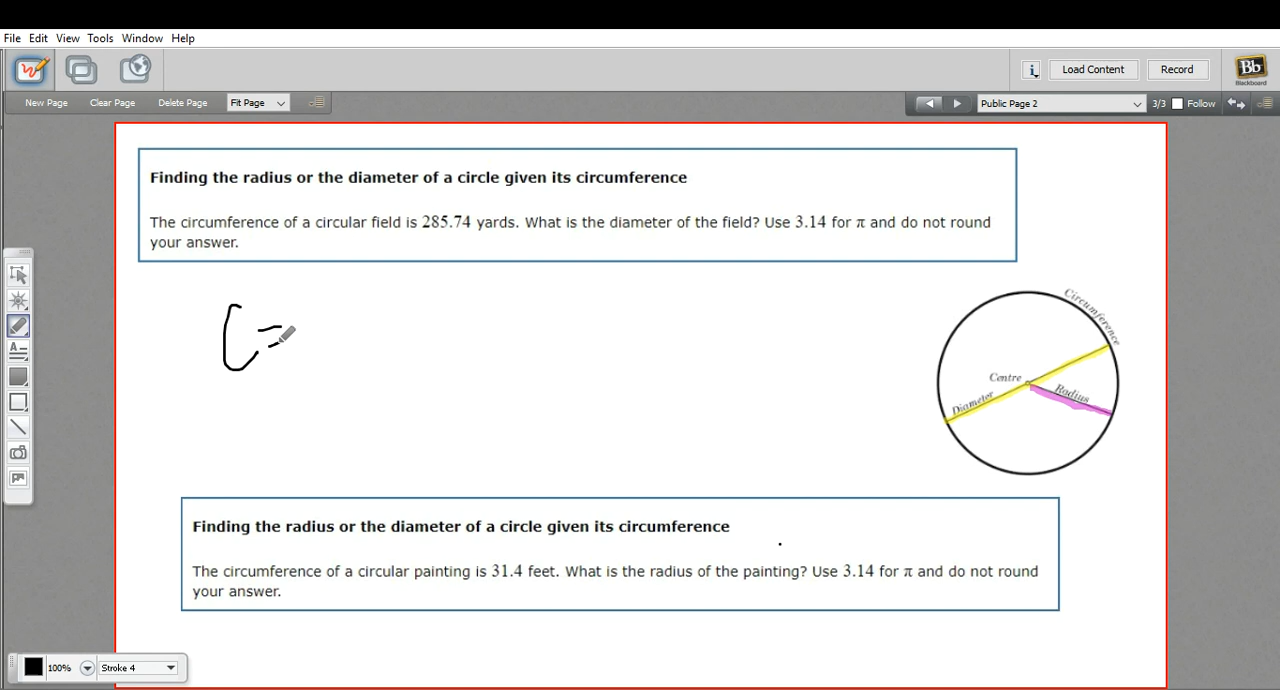 File Edit View Tools Window Help
i Load Content Record Bb
Blackboard
New Page Clear Page Delete Page Fit Page Public Page 2 3/3 Follow
Finding the radius or the diameter of a circle given its circumference
The circumference of a circular field is 285.74 yards. What is the diameter of the field? Use 3.14 for π and do not round
your answer.
C =
Circumference
Centre
Radius
Diameter
Finding the radius or the diameter of a circle given its circumference
The circumference of a circular painting is 31.4 feet. What is the radius of the painting? Use 3.14 for π and do not round
your answer.
100% Stroke 4